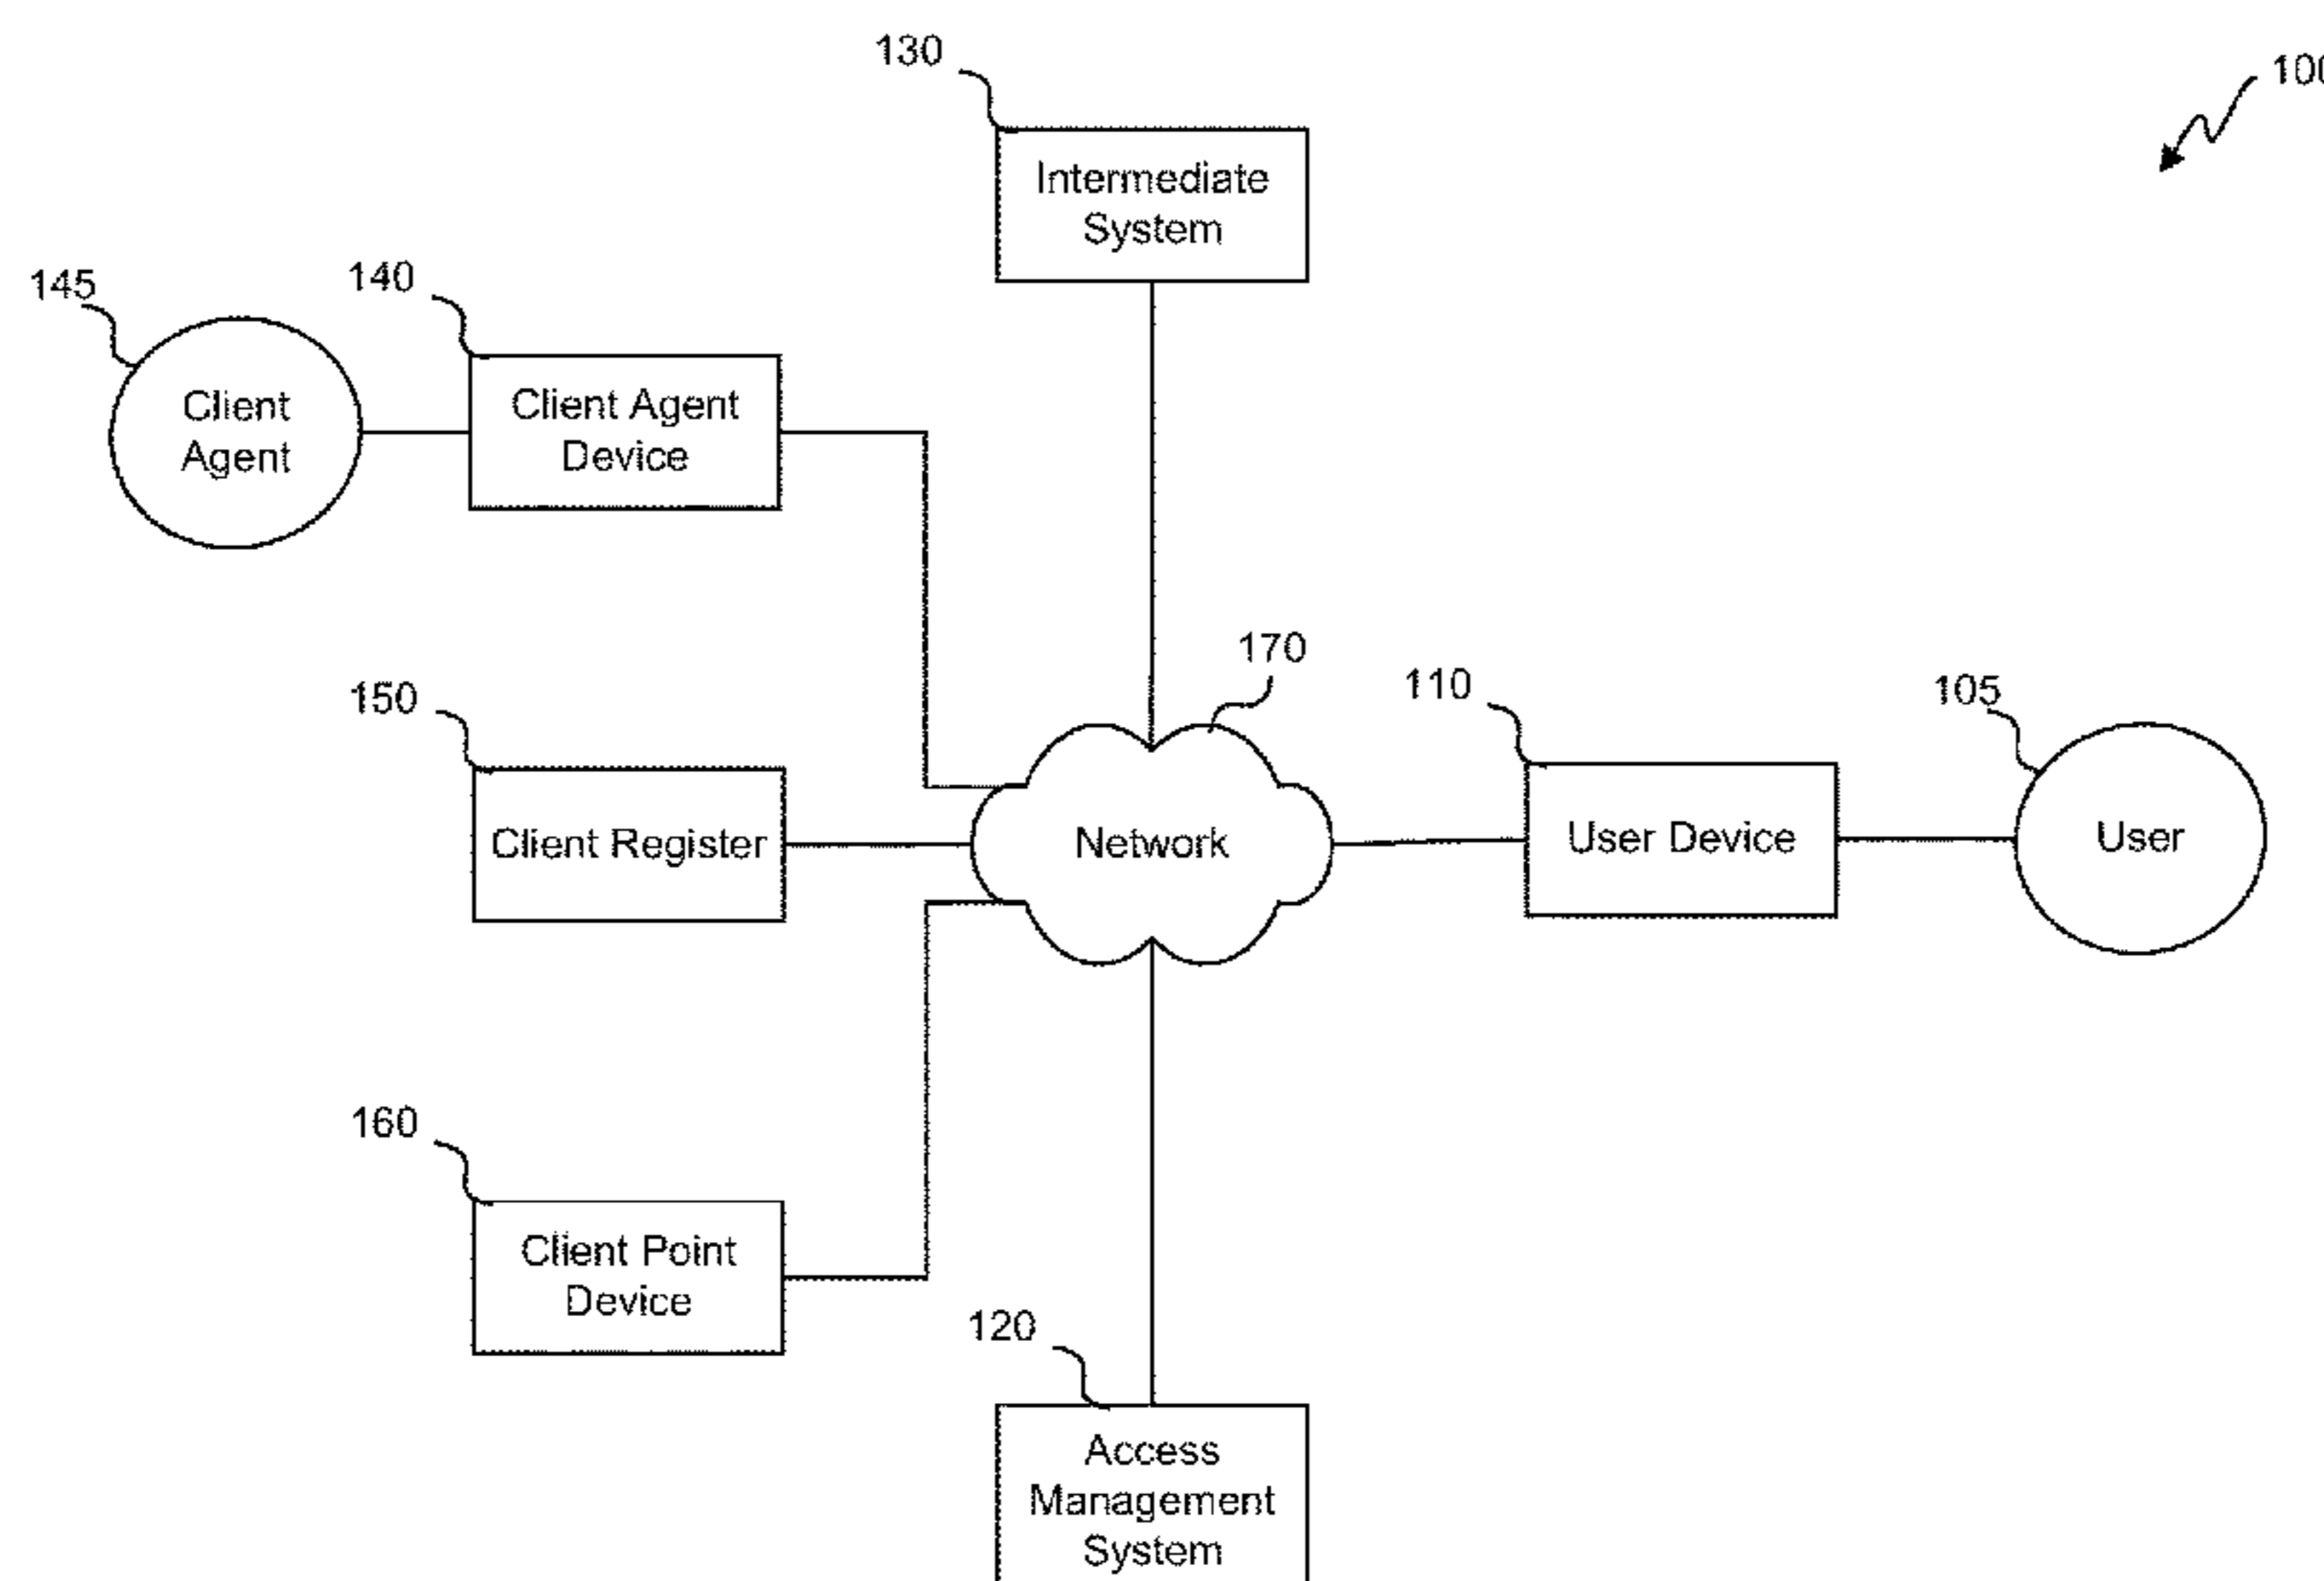 130
100
Intermediate
System
145
140
Client
Agent
Client Agent
Device
170
150
110
105
Client Register
Network
User Device
User
160
Client Point
Device
120
Access
Management
System